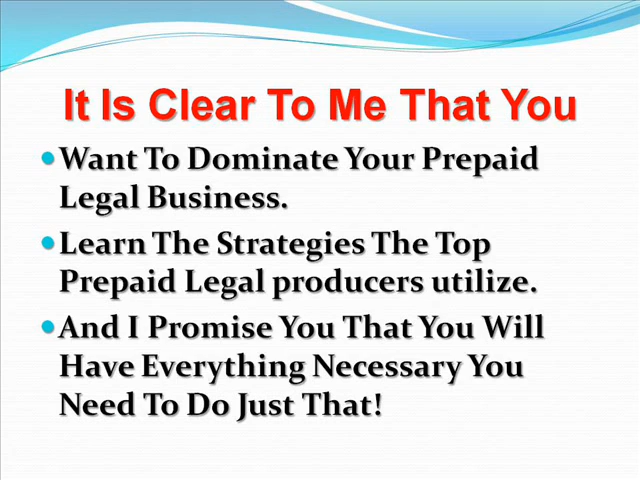 It Is Clear To Me That You
Want To Dominate Your Prepaid
Legal Business.
Learn The Strategies The Top
Prepaid Legal producers utilize.
And I Promise You That You Will
Have Everything Necessary You
Need To Do Just That!